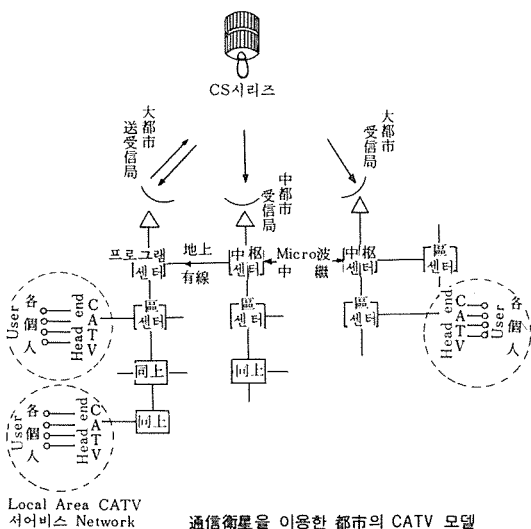 CS시리즈
大都市
送受信局
中都市
受信局
大都市
受信局
프로그램
센터
地上
有線
中枢
센터
Micro波
中 繼
中枢
센터
區
센터
區
센터
區
센터
區
센터
同上
同上
同上
User
各個人
Head end
CATV
User
各個人
Head end
CATV
CATV
Head end
User
各個人
Local Area CATV
서어비스 Network
通信衛星을 이용한 都市의 CATV 모델